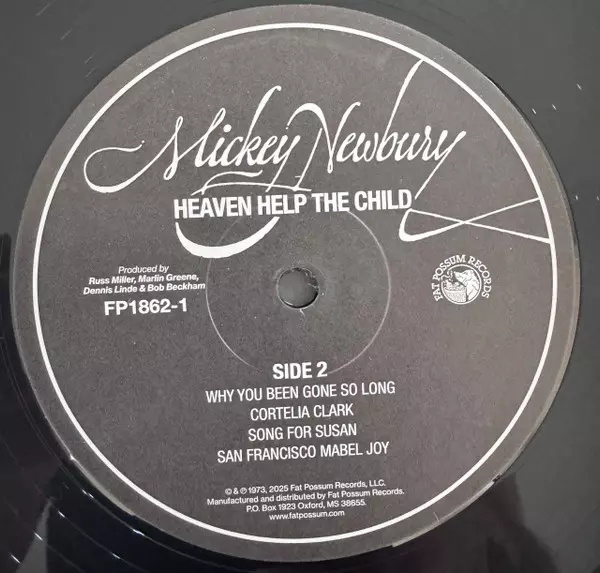 Mickey Newbury
HEAVEN HELP THE CHILD
Produced by
Russ Miller, Marlin Greene,
Dennis Linde & Bob Beckham
FP1862-1
FAT POSSUM RECORDS
SIDE 2
WHY YOU BEEN GONE SO LONG
CORTELIA CLARK
SONG FOR SUSAN
SAN FRANCISCO MABEL JOY
© & ℗ 1973, 2025 Fat Possum Records, LLC.
Manufactured and distributed by Fat Possum Records.
P.O. Box 1923 Oxford, MS 38655.
www.fatpossum.com